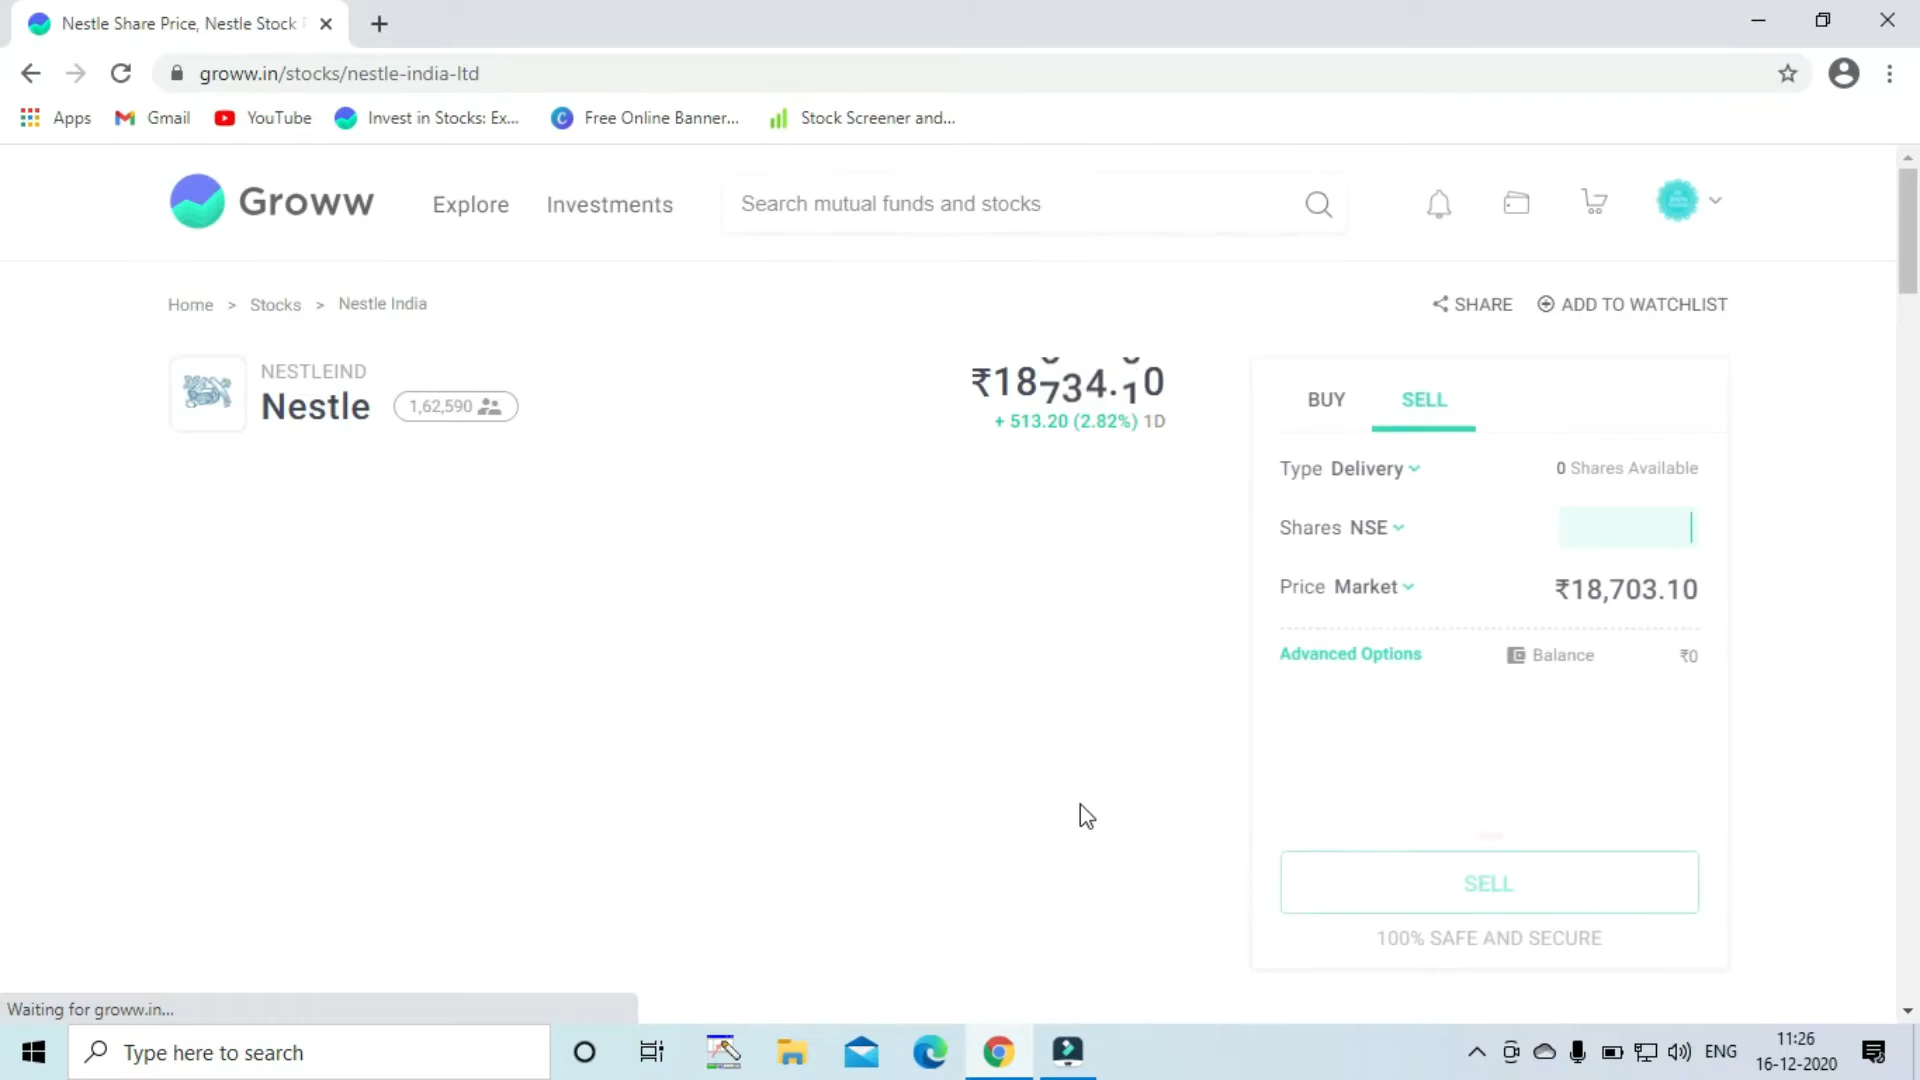 Nestle Share Price, Nestle Stock
groww.in/stocks/nestle-india-ltd
Apps Gmail YouTube Invest in Stocks: Ex... Free Online Banner... Stock Screener and...
Groww Explore Investments Search mutual funds and stocks
Home > Stocks > Nestle India SHARE ADD TO WATCHLIST
NESTLEIND
Nestle 1,62,590
+ 513.20 (2.82%) 1D
BUY SELL
Type Delivery 0 Shares Available
Shares NSE
Price Market ₹18,703.10
Advanced Options Balance ₹0
SELL
100% SAFE AND SECURE
Waiting for groww.in...
Type here to search
ENG
11:26
16-12-2020